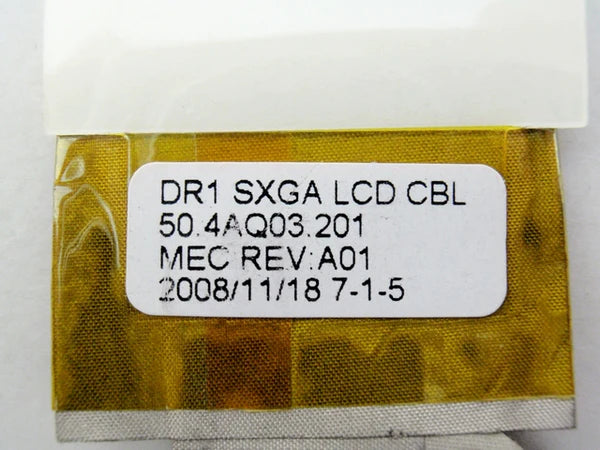 DR1 SXGA LCD CBL
50.4AQ03.201
MEC REV:A01
2008/11/18 7-1-5